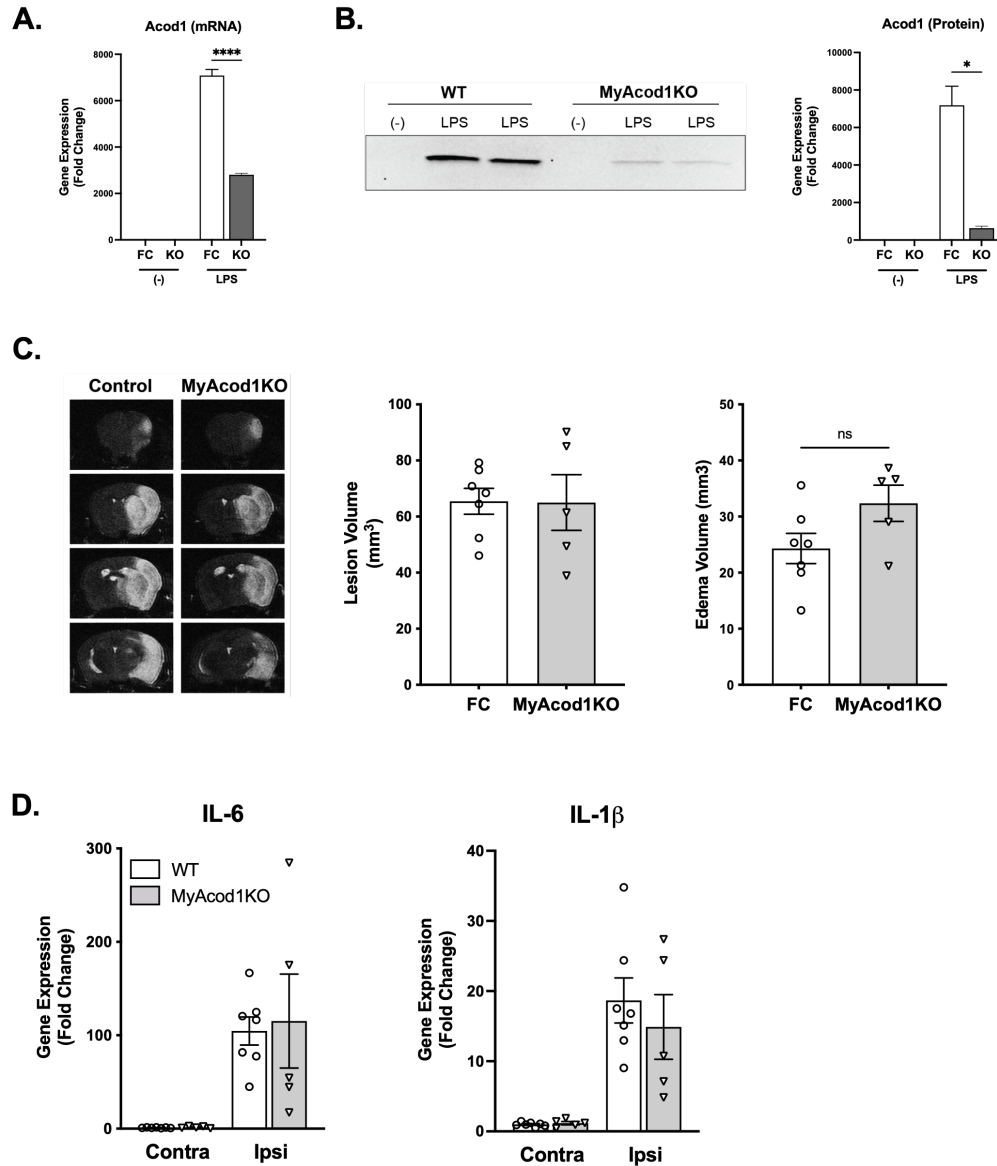 A.
Acod1 (mRNA)
Gene Expression
(Fold Change)
8000
6000
4000
2000
0
****
FC KO FC KO
(-) LPS
B.
WT MyAcod1KO
(-) LPS LPS (-) LPS LPS
Acod1 (Protein)
Gene Expression
(Fold Change)
10000
8000
6000
4000
2000
0
*
FC KO FC KO
(-) LPS
C.
Control MyAcod1KO
Lesion Volume
(mm3)
100
80
60
40
20
0
FC MyAcod1KO
Edema Volume (mm3)
50
40
30
20
10
0
ns
FC MyAcod1KO
D.
IL-6
Gene Expression
(Fold Change)
300
200
100
0
WT
MyAcod1KO
Contra Ipsi
IL-1β
Gene Expression
(Fold Change)
40
30
20
10
0
Contra Ipsi